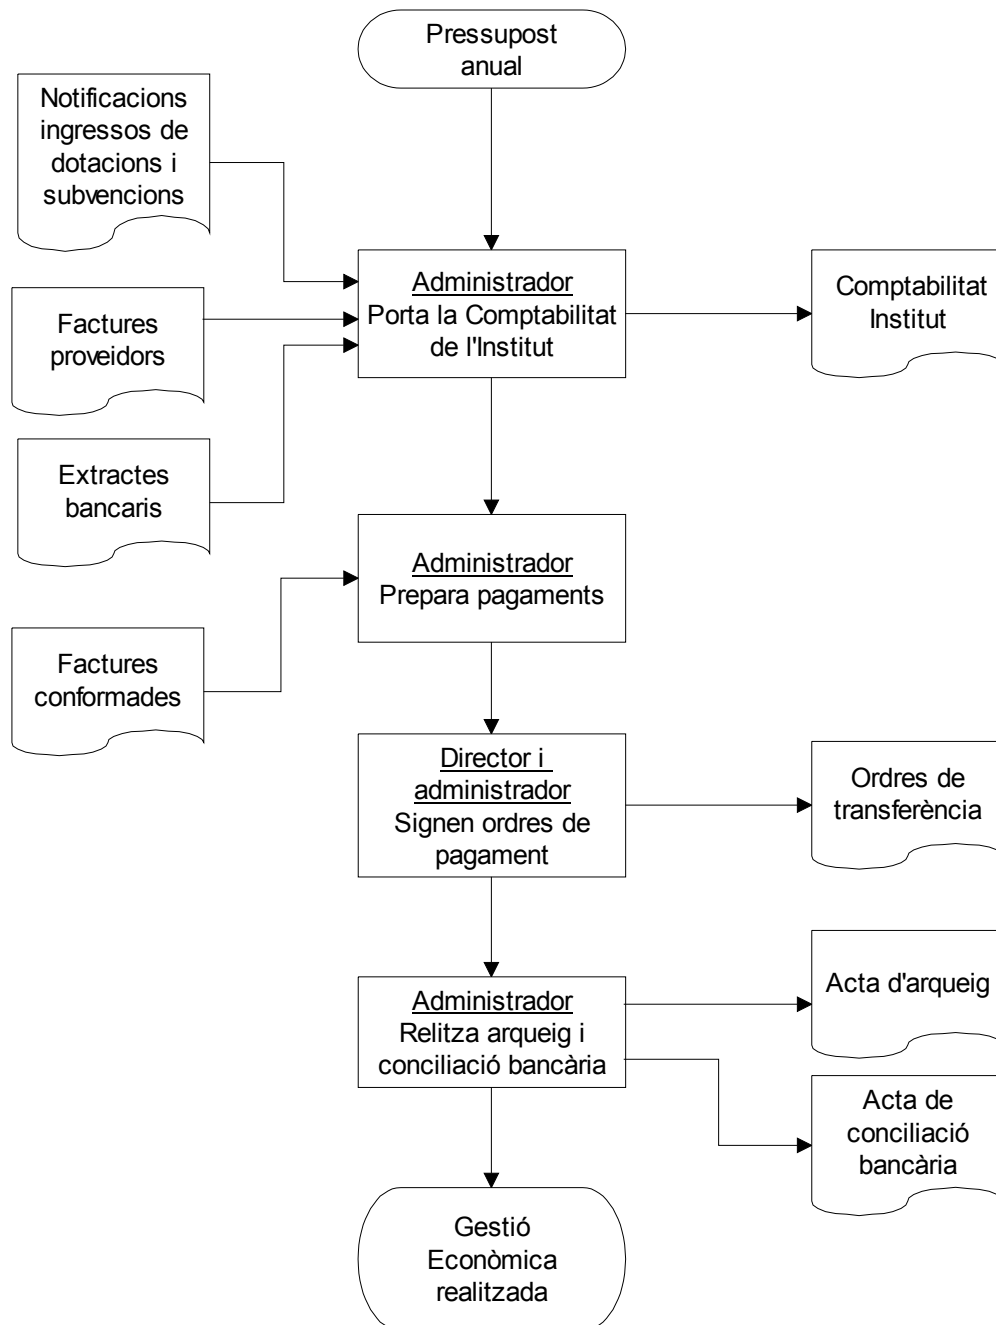 Pressupost
anual
Notificacions
ingressos de
dotacions i
subvencions
Administrador
Porta la Comptabilitat
de l'Institut
Comptabilitat
Institut
Factures
proveidors
Extractes
bancaris
Administrador
Prepara pagaments
Factures
conformades
Director i
administrador
Signen ordres de
pagament
Ordres de
transferència
Administrador
Relitza arqueig i
conciliació bancària
Acta d'arqueig
Acta de
conciliació
bancària
Gestió
Econòmica
realitzada